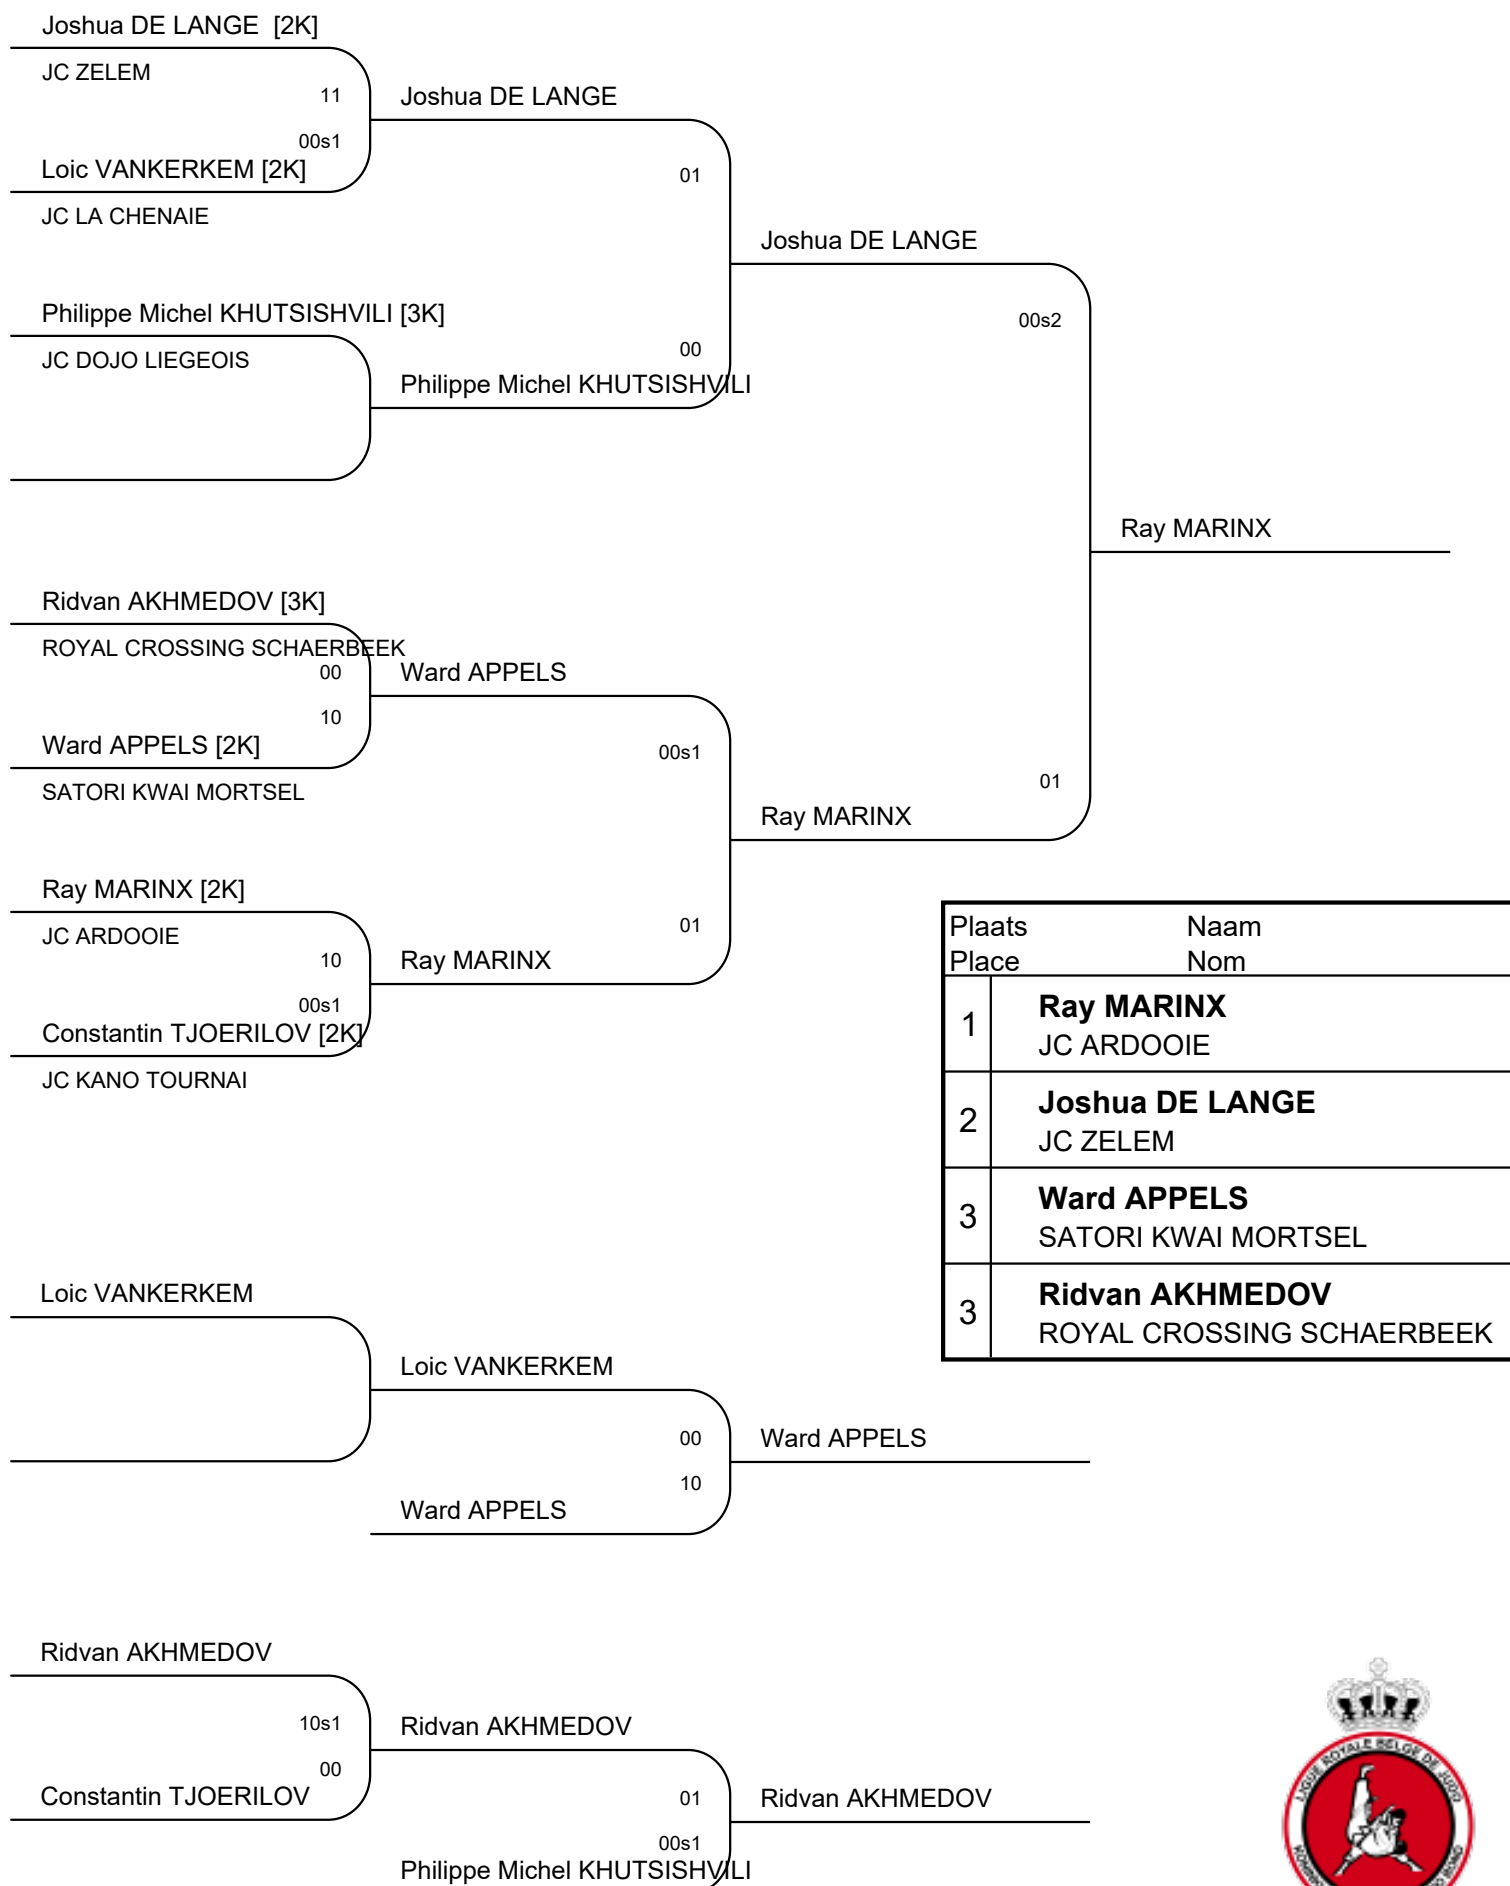 Joshua DE LANGE  [2K]
JC ZELEM
11
Joshua DE LANGE
00s1
Loic VANKERKEM [2K]
01
JC LA CHENAIE
Joshua DE LANGE
Philippe Michel KHUTSISHVILI [3K]
00s2
JC DOJO LIEGEOIS
00
Philippe Michel KHUTSISHVILI
Ray MARINX
Ridvan AKHMEDOV [3K]
ROYAL CROSSING SCHAERBEEK
00
Ward APPELS
10
Ward APPELS [2K]
00s1
SATORI KWAI MORTSEL
01
Ray MARINX
Ray MARINX [2K]
JC ARDOOIE
01
10
Ray MARINX
00s1
Constantin TJOERILOV [2K]
JC KANO TOURNAI
Plaats Naam
Place Nom
1 Ray MARINX
JC ARDOOIE
2 Joshua DE LANGE
JC ZELEM
3 Ward APPELS
SATORI KWAI MORTSEL
3 Ridvan AKHMEDOV
ROYAL CROSSING SCHAERBEEK
Loic VANKERKEM
Loic VANKERKEM
00
Ward APPELS
10
Ward APPELS
Ridvan AKHMEDOV
10s1
Ridvan AKHMEDOV
00
Constantin TJOERILOV
01
Ridvan AKHMEDOV
00s1
Philippe Michel KHUTSISHVILI
LIGUE ROYALE BELGE DE JUDO